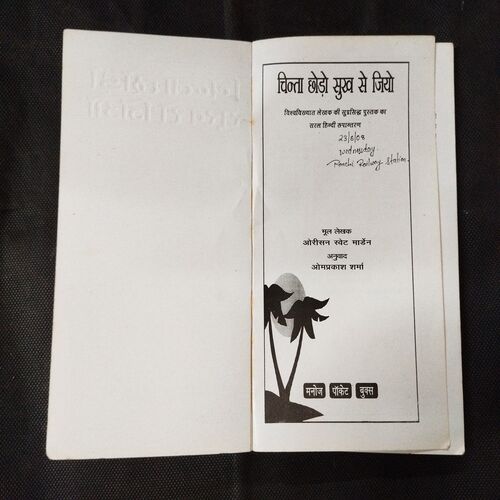 चिन्ता छोड़ो सुख से जियो
विश्वविख्यात लेखक की सुप्रसिद्ध पुस्तक का
सरल हिन्दी रूपान्तरण
23/6/08
Wednesday.
Ranchi Railway Station.
मूल लेखक
ओरीसन स्वेट मार्डेन
अनुवाद
ओमप्रकाश शर्मा
मनोज पॉकेट बुक्स